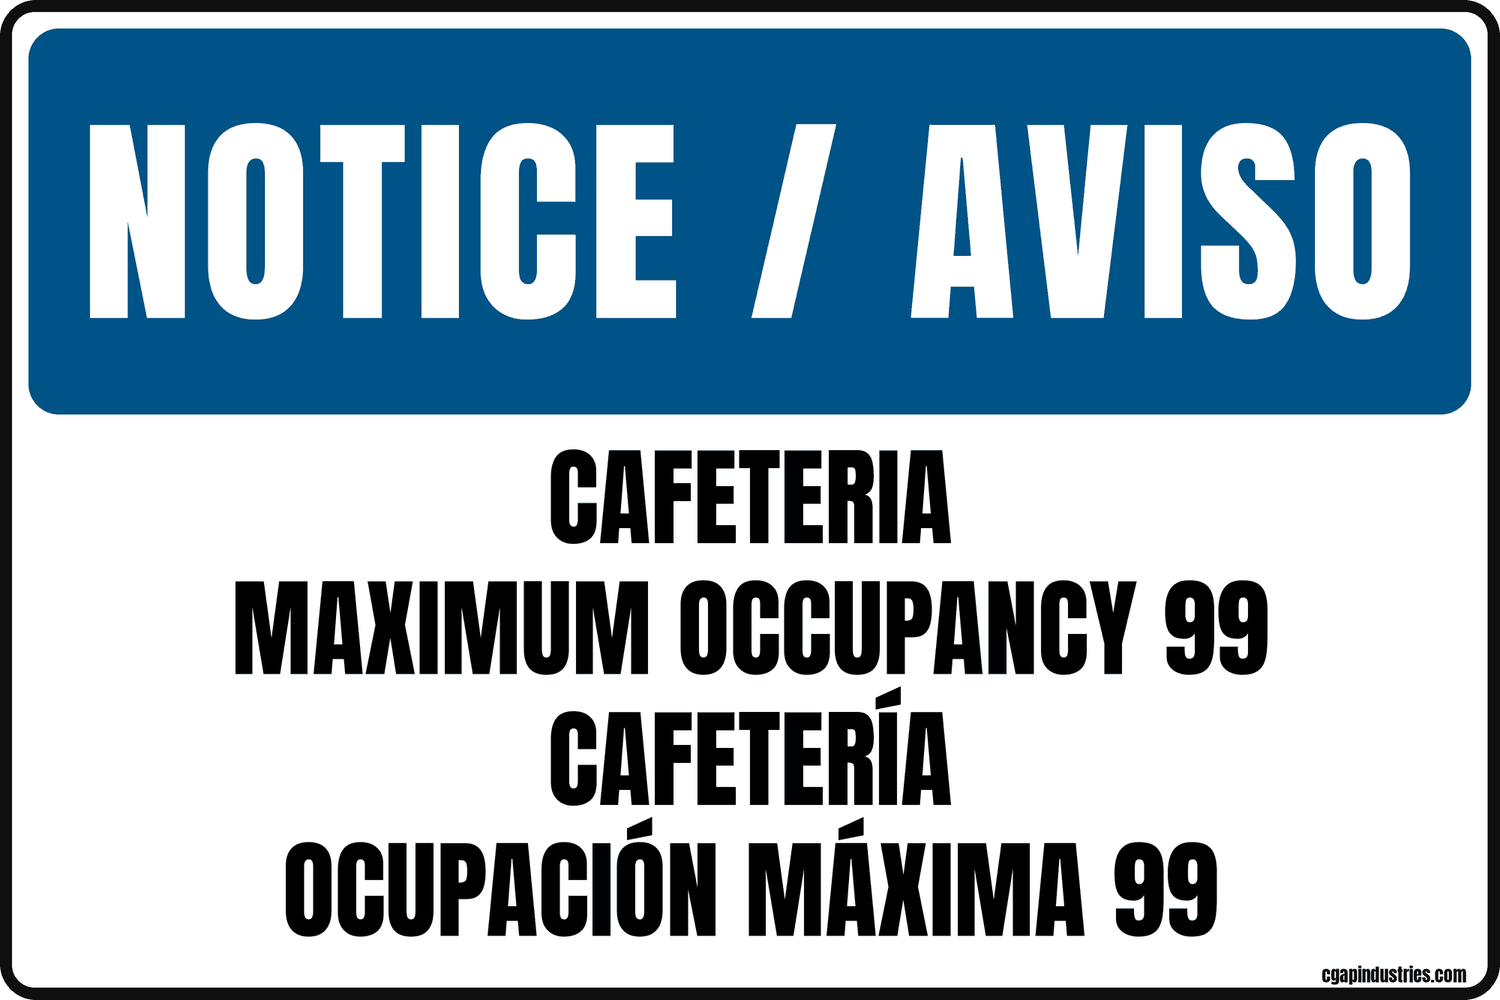 NOTICE / AVISO
CAFETERIA
MAXIMUM OCCUPANCY 99
CAFETERÍA
OCUPACIÓN MÁXIMA 99
cgapindustries.com